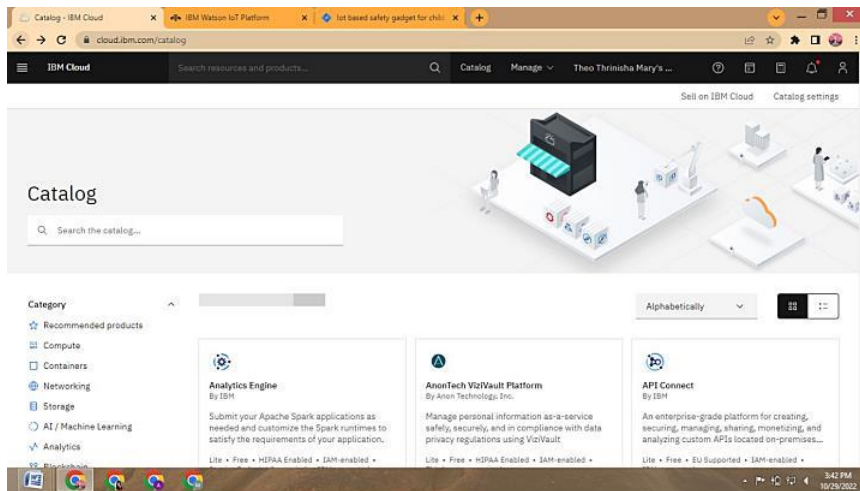 Catalog - IBM Cloud
IBM Watson IoT Platform
Iot based safety gadget for child
cloud.ibm.com/catalog
IBM Cloud
Search resources and products...
Catalog
Manage
Theo Thrinisha Mary's ...
Sell on IBM Cloud
Catalog settings
Catalog
Search the catalog...
Category
Alphabetically
Recommended products
Compute
Containers
Networking
Storage
AI / Machine Learning
Analytics
Blockchain
Analytics Engine
By IBM
Submit your Apache Spark applications as
needed and customize the Spark runtimes to
satisfy the requirements of your application.
Lite • Free • HIPAA Enabled • IAM-enabled •
AnonTech ViziVault Platform
By Anon Technology, Inc.
Manage personal information as-a-service
safely, securely, and in compliance with data
privacy regulations using ViziVault
Lite • Free • HIPAA Enabled • IAM-enabled •
API Connect
By IBM
An enterprise-grade platform for creating,
securing, managing, sharing, monetizing, and
analyzing custom APIs located on-premises...
Lite • Free • EU Supported • IAM-enabled •
3:42 PM
10/29/2022